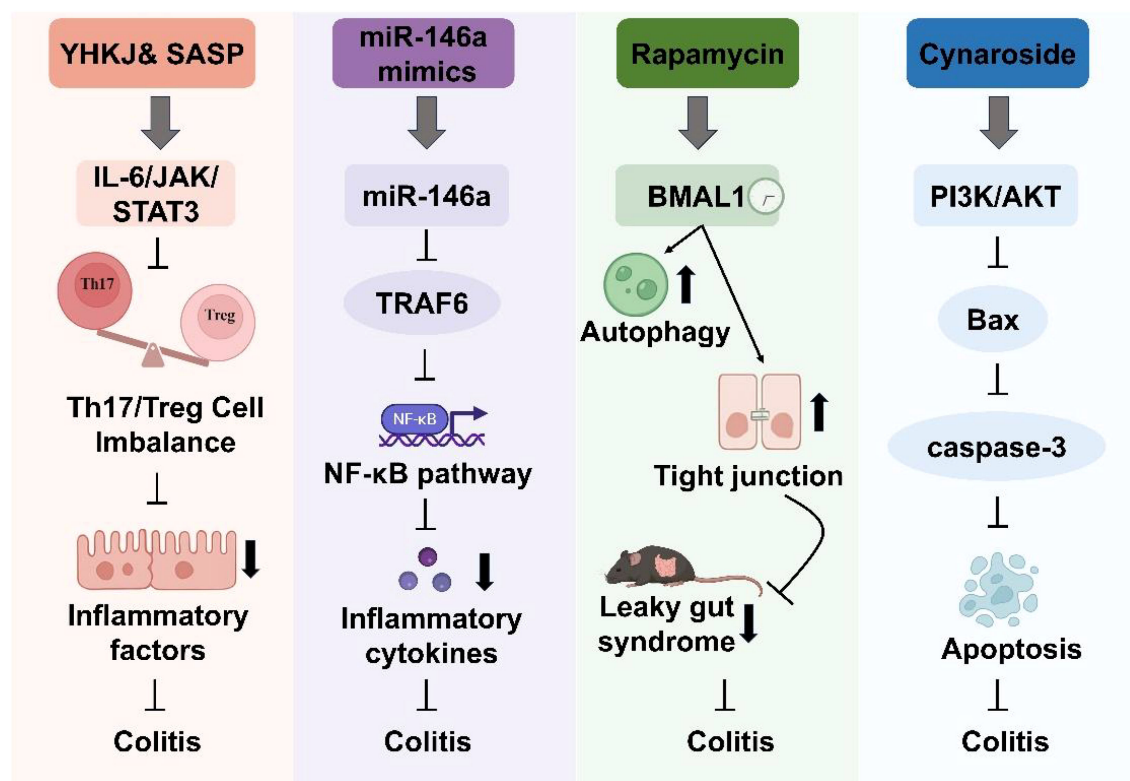 YHKJ& SASP
IL-6/JAK/
STAT3
Th17
Treg
Th17/Treg Cell
Imbalance
Inflammatory
factors
Colitis
miR-146a
mimics
miR-146a
TRAF6
NF-κB
NF-κB pathway
Inflammatory
cytokines
Colitis
Rapamycin
BMAL1
Autophagy
Tight junction
Leaky gut
syndrome
Colitis
Cynaroside
PI3K/AKT
Bax
caspase-3
Apoptosis
Colitis